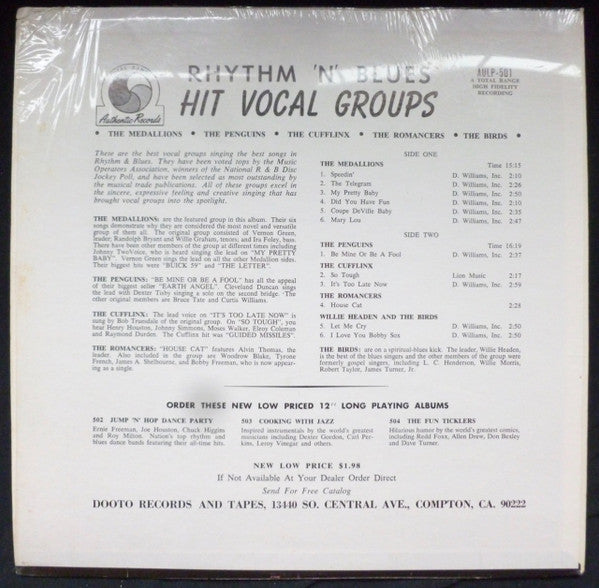 Authentic Records
RHYTHM 'N' BLUES
HIT VOCAL GROUPS
AULP-501
A TOTAL RANGE
HIGH FIDELITY
RECORDING
• THE MEDALLIONS • THE PENGUINS • THE CUFFLINX • THE ROMANCERS • THE BIRDS •
These are the best vocal groups singing the best songs in
Rhythm & Blues. They have been voted tops by the Music
Operators Association, winners of the National R & B Disc
Jockey Poll, and have been selected as most outstanding by
the musical trade publications. All of these groups excel in
the sincere, expressive feeling and creative singing that has
brought vocal groups into the spotlight.
THE MEDALLIONS: are the featured group in this album. Their six
songs demonstrate why they are considered the most novel and versatile
group of them all. The original group consisted of Vernon Green,
leader; Randolph Bryant and Willie Graham, tenors; and Ira Foley, bass.
There have been other members of the group in different times including
Johnny TwoVoice, who is heard singing the lead on "MY PRETTY
BABY". Vernon Green sings the lead on all the other Medallion sides.
Their biggest hits were "BUICK 59" and "THE LETTER".
THE PENGUINS: "BE MINE OR BE A FOOL" has all the appeal
of their biggest seller "EARTH ANGEL". Cleveland Duncan sings
the lead with Dexter Tisby singing a solo on the second bridge. The
other original members are Bruce Tate and Curtis Williams.
THE CUFFLINX: The lead voice on "IT'S TOO LATE NOW" is
sung by Bob Truesdale of the original group. On "SO TOUGH", you
hear Henry Houston, Johnny Simmons, Moses Walker, Elroy Coleman
and Raymond Durden. The Cufflinx hit was "GUIDED MISSILES".
THE ROMANCERS: "HOUSE CAT" features Alvin Thomas, the
leader. Also included in the group are Woodrow Blake, Tyrone
French, James A. Shelbourne, and Bobby Freeman, who is now appear-
ing as a single.
SIDE ONE
THE MEDALLIONS Time 15:15
1. Speedin' D. Williams, Inc. 2:10
2. The Telegram D. Williams, Inc. 2:26
3. My Pretty Baby D. Williams, Inc. 2:50
4. Did You Have Fun D. Williams, Inc. 2:10
5. Coupe DeVille Baby D. Williams, Inc. 2:35
6. Mary Lou D. Williams, Inc. 2:47
SIDE TWO
THE PENGUINS Time 16:19
1. Be Mine Or Be A Fool D. Williams, Inc. 2:37
THE CUFFLINX
2. So Tough Lion Music 2:17
3. It's Too Late Now D. Williams, Inc. 2:59
THE ROMANCERS
4. House Cat 2:28
WILLIE HEADEN AND THE BIRDS
5. Let Me Cry D. Williams, Inc. 2:50
6. I Love You Bobby Sox D. Williams, Inc. 2:50
THE BIRDS: are on a spiritual-blues kick. The leader, Willie Headen,
is the best of the blues singers and the other members of the group were
formerly gospel singers, including L. C. Henderson, Willie Morris,
Robert Taylor, James Turner, Jr.
ORDER THESE NEW LOW PRICED 12" LONG PLAYING ALBUMS
502 JUMP 'N' HOP DANCE PARTY
Ernie Freeman, Joe Houston, Chuck Higgins
and Roy Milton. Nation's top rhythm and
blues dance bands featuring their all-time hits.
503 COOKING WITH JAZZ
Inspired instrumentals by the world's greatest
musicians including Dexter Gordon, Carl Per-
kins, Leroy Vinegar and others.
504 THE FUN TICKLERS
Hilarious humor by the world's greatest comics,
including Redd Foxx, Allen Drew, Don Bexley
and Dave Turner.
NEW LOW PRICE $1.98
If Not Available At Your Dealer Order Direct
Send For Free Catalog
DOOTO RECORDS AND TAPES, 13440 SO. CENTRAL AVE., COMPTON, CA. 90222